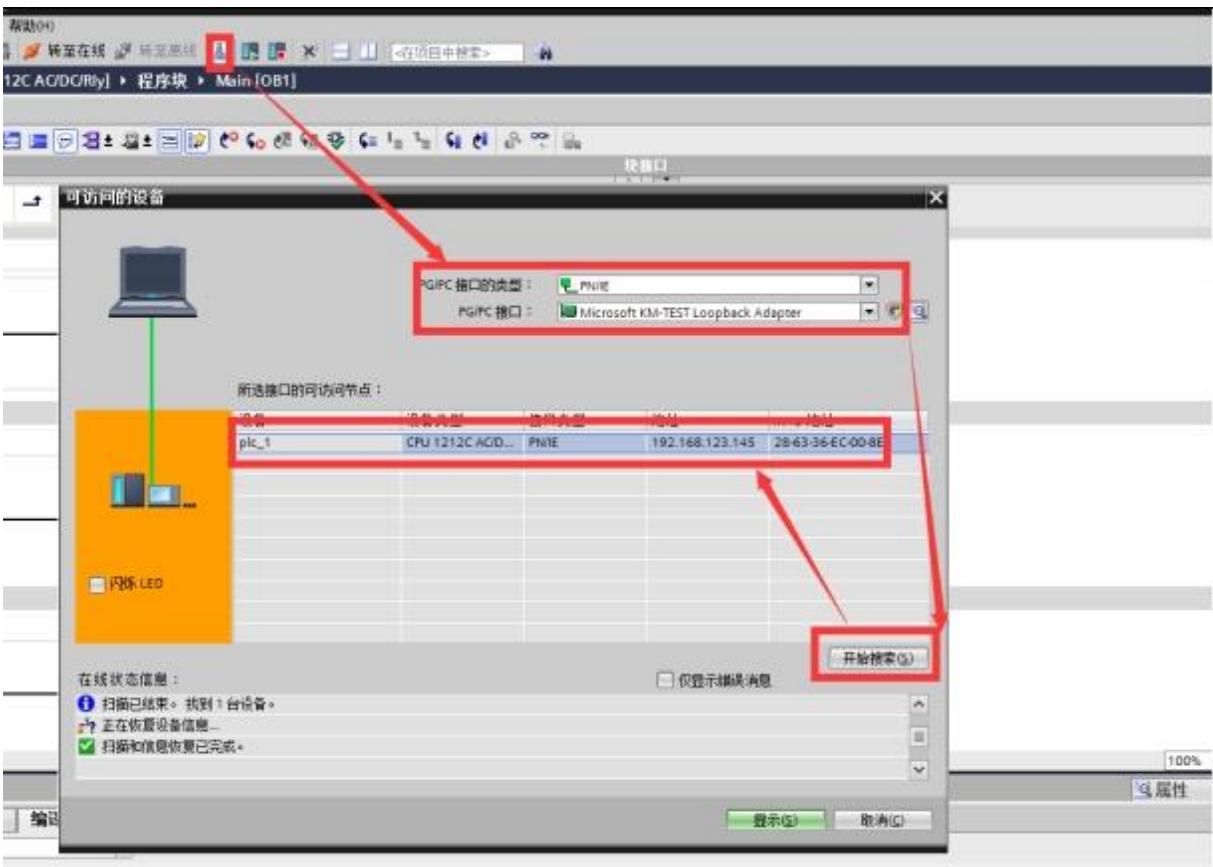 帮助(H)
转至在线 转至离线 <在项目中搜索>
12C AC/DC/Rly] ▸ 程序块 ▸ Main [OB1]
块接口
可访问的设备
PG/PC 接口的类型： PN/IE
PG/PC 接口： Microsoft KM-TEST Loopback Adapter
所选接口的可访问节点：
设备 设备类型 接口类型 地址 MAC 地址
plc_1 CPU 1212C AC/D... PN/IE 192.168.123.145 28-63-36-EC-00-8E
闪烁 LED
开始搜索(S)
在线状态信息： 仅显示错误消息
扫描已结束。找到 1 台设备。
正在恢复设备信息...
扫描和信息恢复已完成。
100%
属性
编译
显示(S) 取消(C)